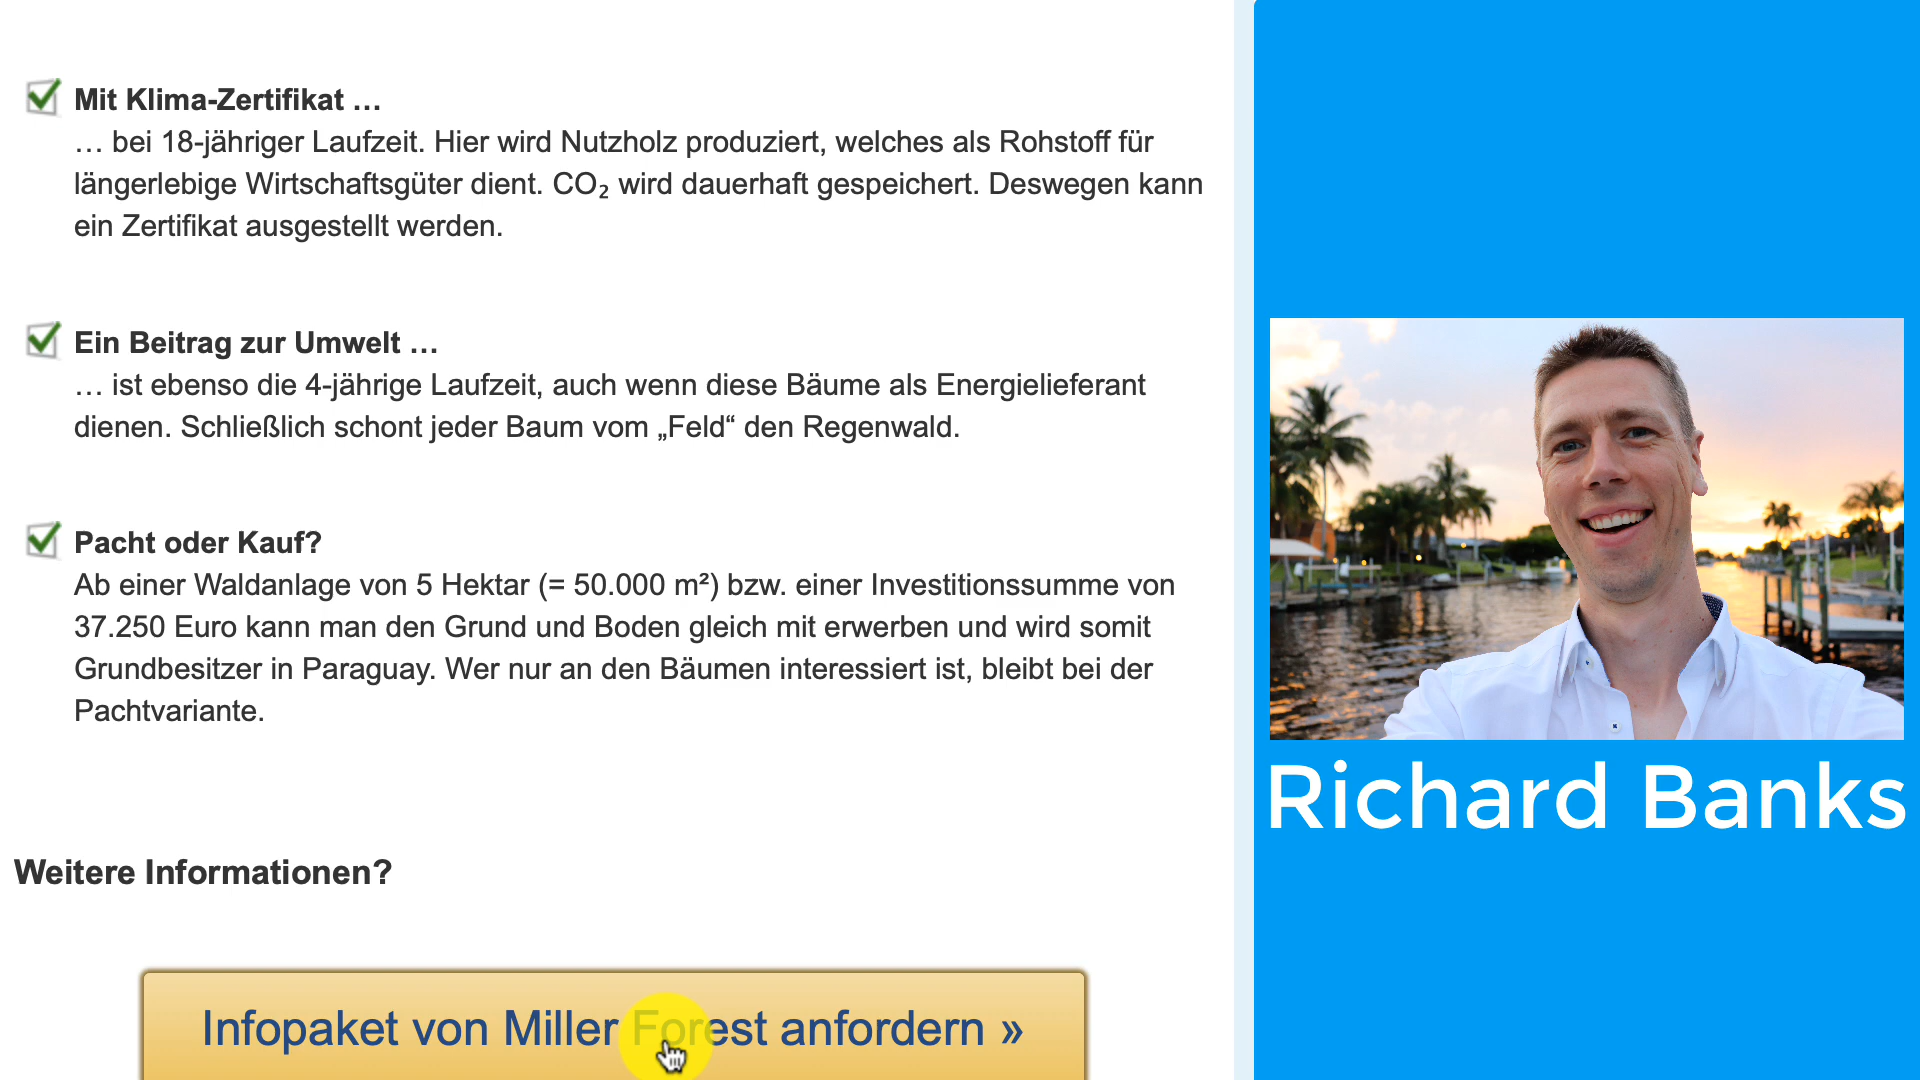 Mit Klima-Zertifikat …
… bei 18-jähriger Laufzeit. Hier wird Nutzholz produziert, welches als Rohstoff für
längerlebige Wirtschaftsgüter dient. CO₂ wird dauerhaft gespeichert. Deswegen kann
ein Zertifikat ausgestellt werden.
Ein Beitrag zur Umwelt …
… ist ebenso die 4-jährige Laufzeit, auch wenn diese Bäume als Energielieferant
dienen. Schließlich schont jeder Baum vom „Feld“ den Regenwald.
Pacht oder Kauf?
Ab einer Waldanlage von 5 Hektar (= 50.000 m²) bzw. einer Investitionssumme von
37.250 Euro kann man den Grund und Boden gleich mit erwerben und wird somit
Grundbesitzer in Paraguay. Wer nur an den Bäumen interessiert ist, bleibt bei der
Pachtvariante.
Weitere Informationen?
Infopaket von Miller Forest anfordern »
Richard Banks